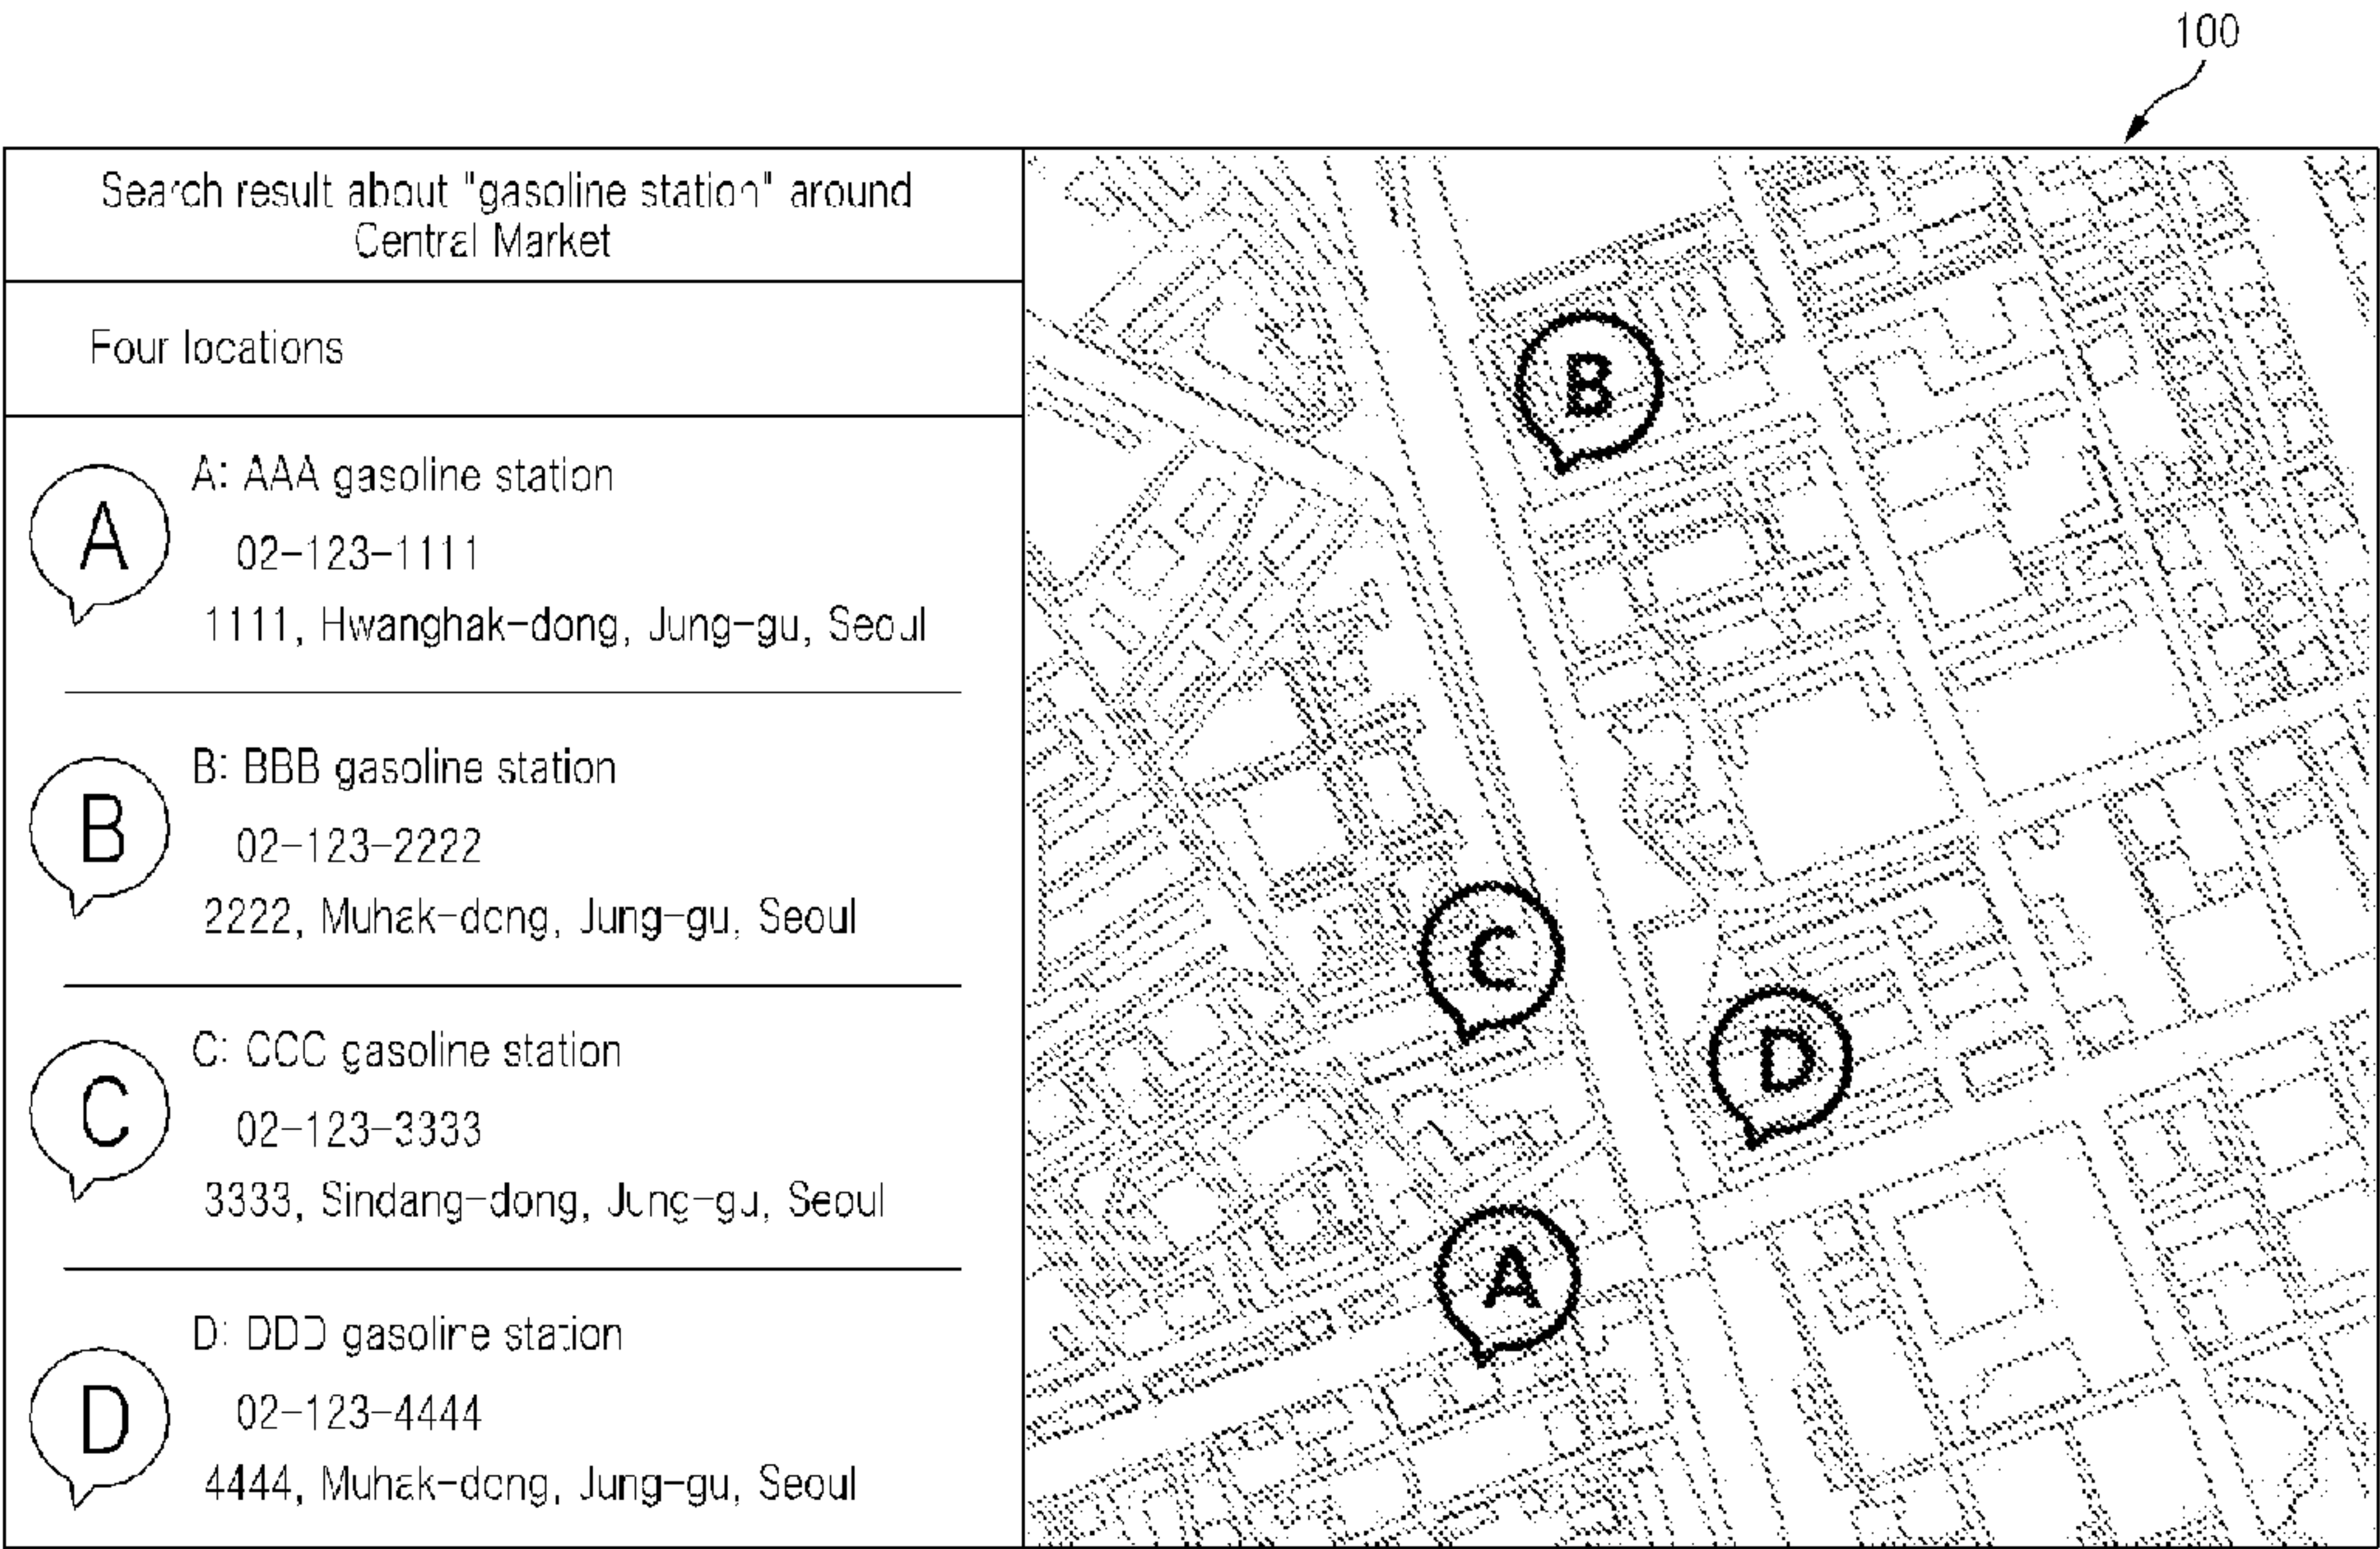 100
Search result about "gasoline station" around
Central Market
Four locations
A
A: AAA gasoline station
02-123-1111
1111, Hwanghak-dong, Jung-gu, Seoul
B
B: BBB gasoline station
02-123-2222
2222, Muhak-dong, Jung-gu, Seoul
C
C: CCC gasoline station
02-123-3333
3333, Sindang-dong, Jung-gu, Seoul
D
D: DDD gasoline station
02-123-4444
4444, Muhak-dong, Jung-gu, Seoul
B
C
D
A